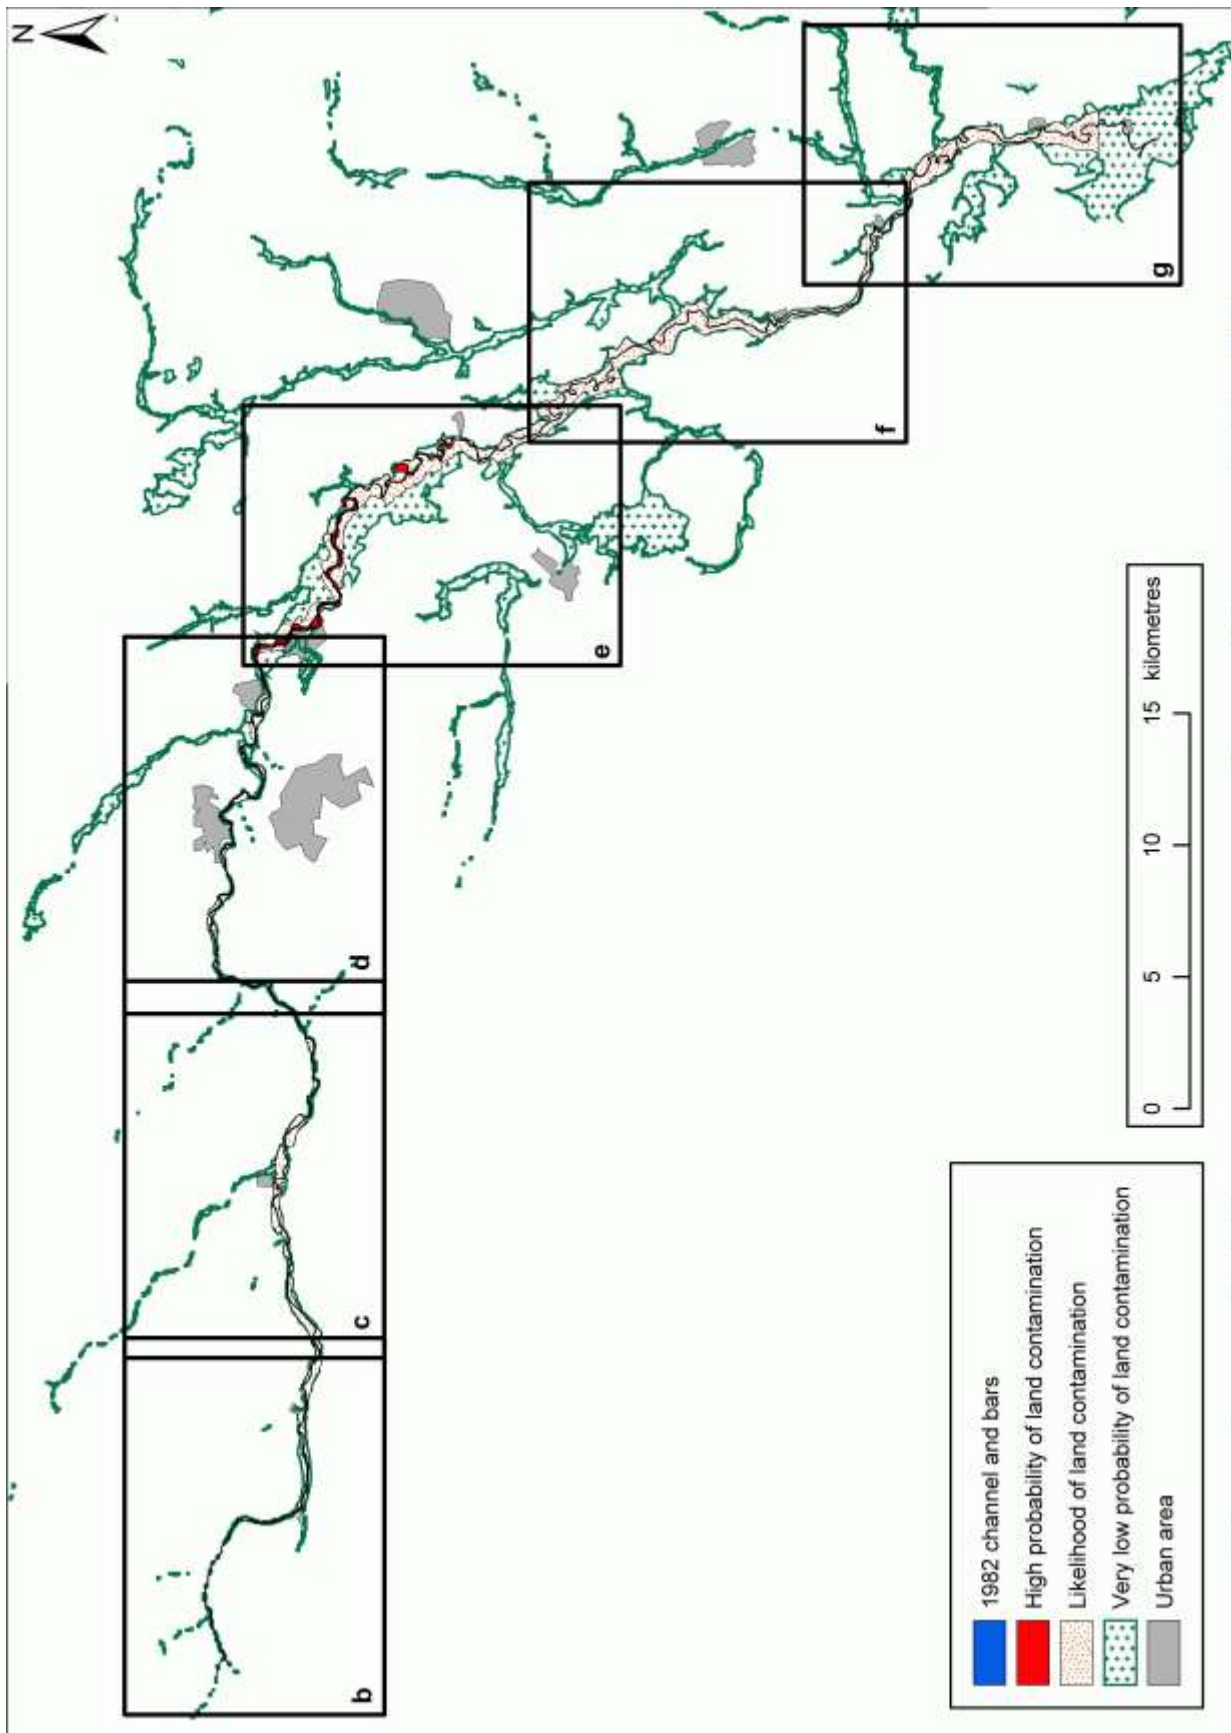 N
b
c
d
e
f
g
1982 channel and bars
High probability of land contamination
Likelihood of land contamination
Very low probability of land contamination
Urban area
0 5 10 15 kilometres